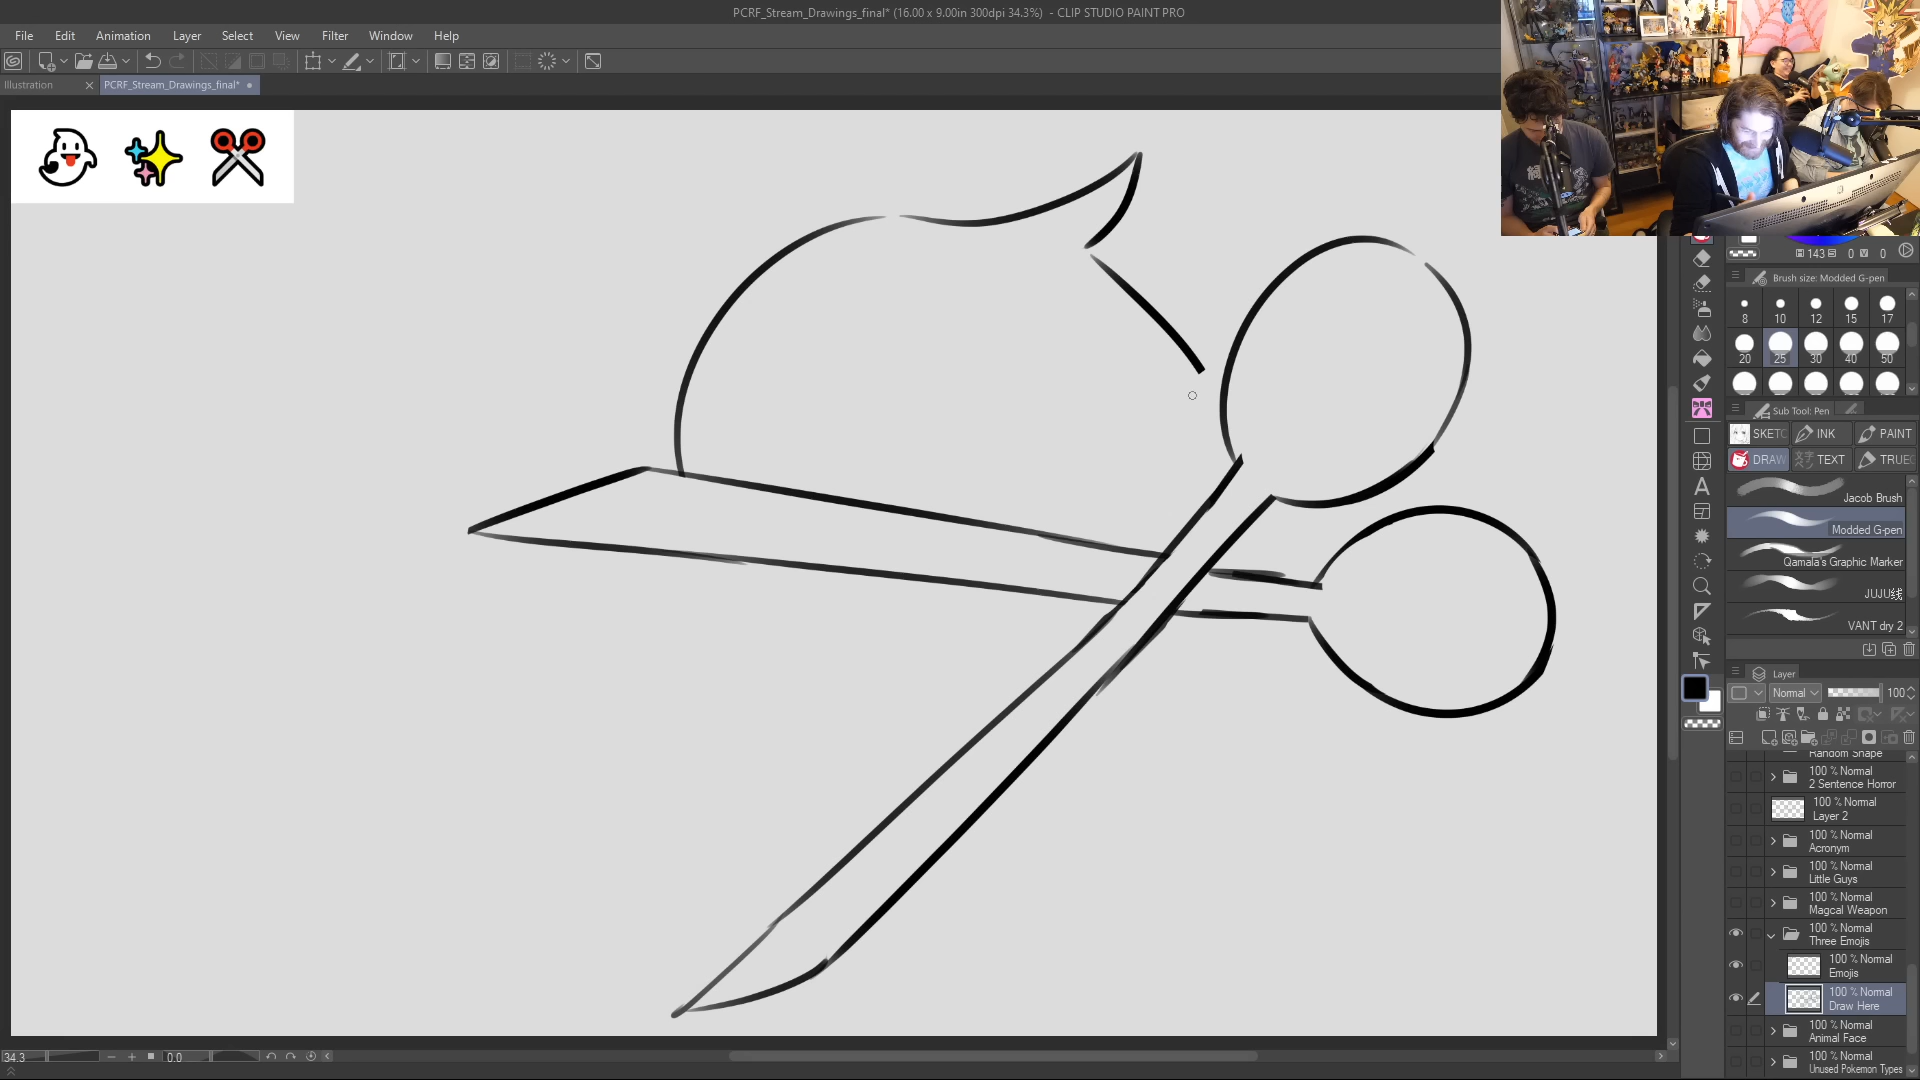 PCRF_Stream_Drawings_final* (16.00 x 9.00in 300dpi 34.3%) - CLIP STUDIO PAINT PRO
File Edit Animation Layer Select View Filter Window Help
Illustration
PCRF_Stream_Drawings_final*
143 0 0
Brush size: Modded G-pen
8 10 12 15 17
20 25 30 40 50
Sub Tool: Pen
SKETC INK PAINT
DRAW TEXT TRUE
Jacob Brush
Modded G-pen
Qamala's Graphic Marker
JUJU线
VANT dry 2
Layer
Normal 100
Random Shape
100 % Normal
2 Sentence Horror
100 % Normal
Layer 2
100 % Normal
Acronym
100 % Normal
Little Guys
100 % Normal
Magcal Weapon
100 % Normal
Three Emojis
100 % Normal
Emojis
100 % Normal
Draw Here
100 % Normal
Animal Face
100 % Normal
Unused Pokemon Types
34.3 0.0